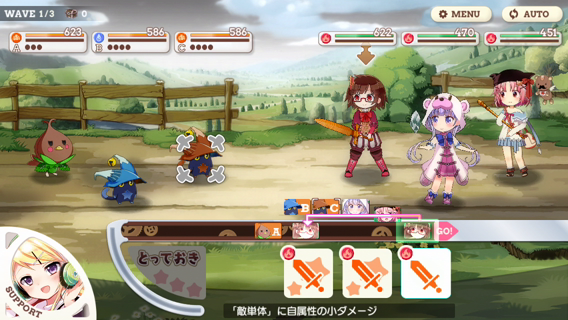 WAVE 1/3
0
MENU
AUTO
623
586
586
622
470
451
A
B
C
B
C
A
GO!
とっておき
SUPPORT
「敵単体」に自属性の小ダメージ